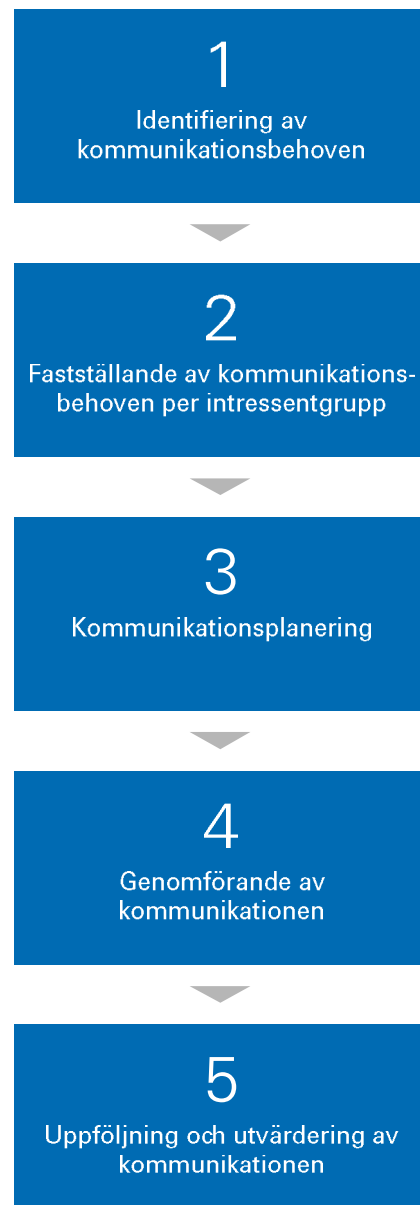 1
Identifiering av
kommunikationsbehoven
2
Fastställande av kommunikations-
behoven per intressentgrupp
3
Kommunikationsplanering
4
Genomförande av
kommunikationen
5
Uppföljning och utvärdering av
kommunikationen